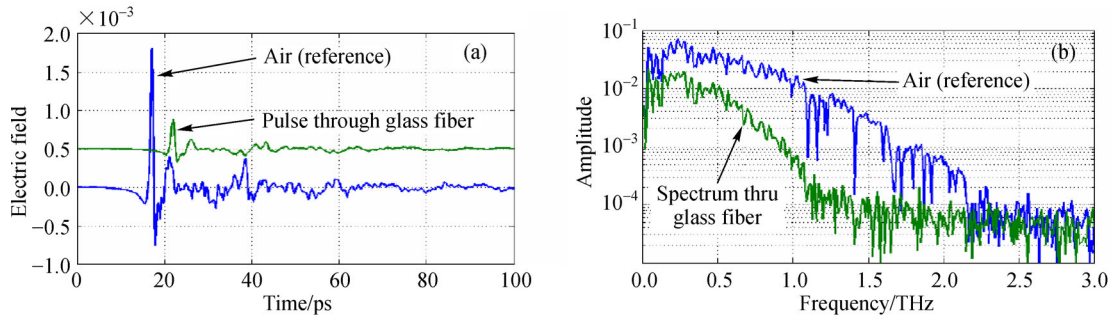 ×10⁻³
2.0
1.5
1.0
0.5
0.0
−0.5
−1.0
Electric field
(a)
Air (reference)
Pulse through glass fiber
0
20
40
60
80
100
Time/ps
10⁻¹
10⁻²
10⁻³
10⁻⁴
Amplitude
(b)
Air (reference)
Spectrum thru
glass fiber
0.0
0.5
1.0
1.5
2.0
2.5
3.0
Frequency/THz